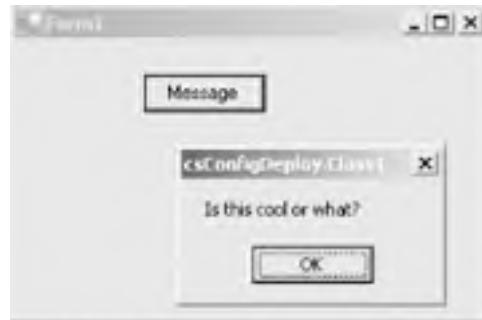 Form1
Message
csConfigDeploy.Class1
Is this cool or what?
OK